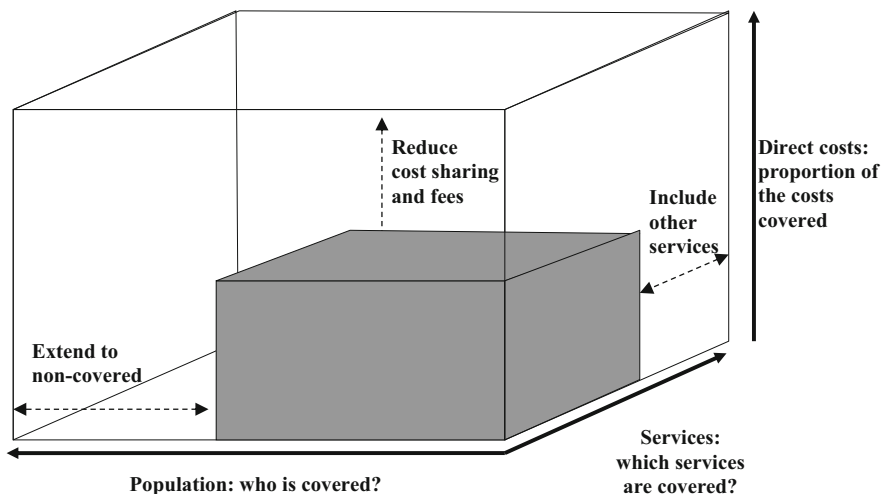 Reduce
cost sharing
and fees
Direct costs:
proportion of
the costs
covered
Include
other
services
Extend to
non-covered
Services:
which services
are covered?
Population: who is covered?